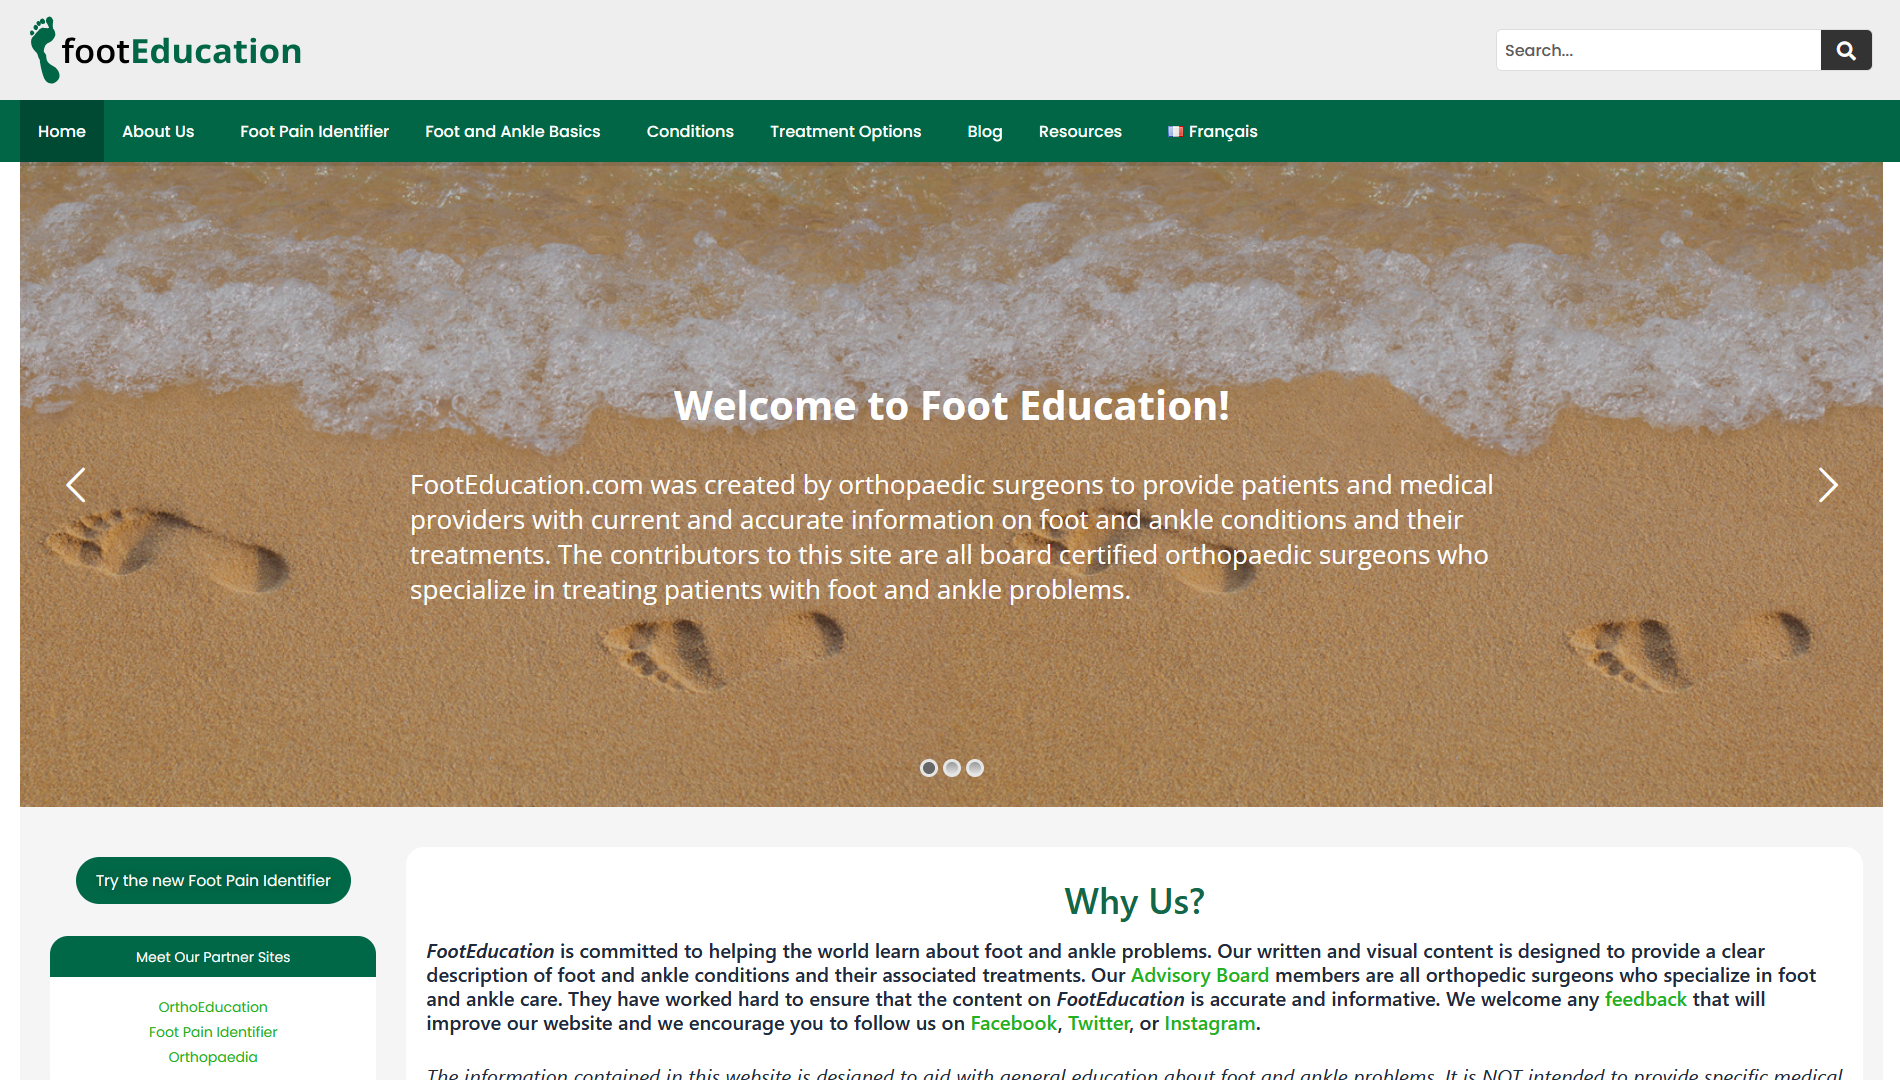 footEducation
Search...
Home About Us Foot Pain Identifier Foot and Ankle Basics Conditions Treatment Options Blog Resources Français
Welcome to Foot Education!
FootEducation.com was created by orthopaedic surgeons to provide patients and medical
providers with current and accurate information on foot and ankle conditions and their
treatments. The contributors to this site are all board certified orthopaedic surgeons who
specialize in treating patients with foot and ankle problems.
Try the new Foot Pain Identifier
Meet Our Partner Sites
OrthoEducation
Foot Pain Identifier
Orthopaedia
Why Us?
FootEducation is committed to helping the world learn about foot and ankle problems. Our written and visual content is designed to provide a clear
description of foot and ankle conditions and their associated treatments. Our Advisory Board members are all orthopedic surgeons who specialize in foot
and ankle care. They have worked hard to ensure that the content on FootEducation is accurate and informative. We welcome any feedback that will
improve our website and we encourage you to follow us on Facebook, Twitter, or Instagram.
The information contained in this website is designed to aid with general education about foot and ankle problems. It is NOT intended to provide specific medical